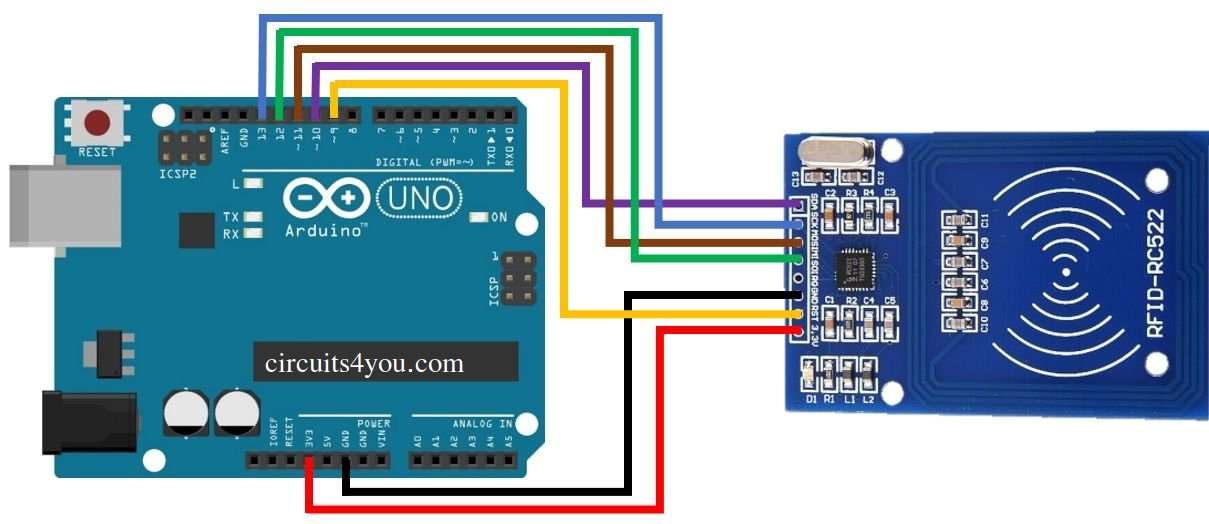 RESET
ICSP2
AREF
GND
13
12
~11
~10
~9
8
7
~6
~5
4
~3
2
TX0▶1
RX0◀0
DIGITAL (PWM=~)
L
TX
RX
UNO
Arduino™
ON
1
ICSP
circuits4you.com
POWER
ANALOG IN
IOREF
RESET
3V3
5V
GND
GND
VIN
A0
A1
A2
A3
A4
A5
C13
C12
C2
R3
R4
C3
SDA
SCK
MOSI
MISO
IRQ
GND
RST
3.3V
C1
R2
C4
C5
D1
R1
L1
L2
C11
C9
C7
C6
C8
C10
RFID-RC522